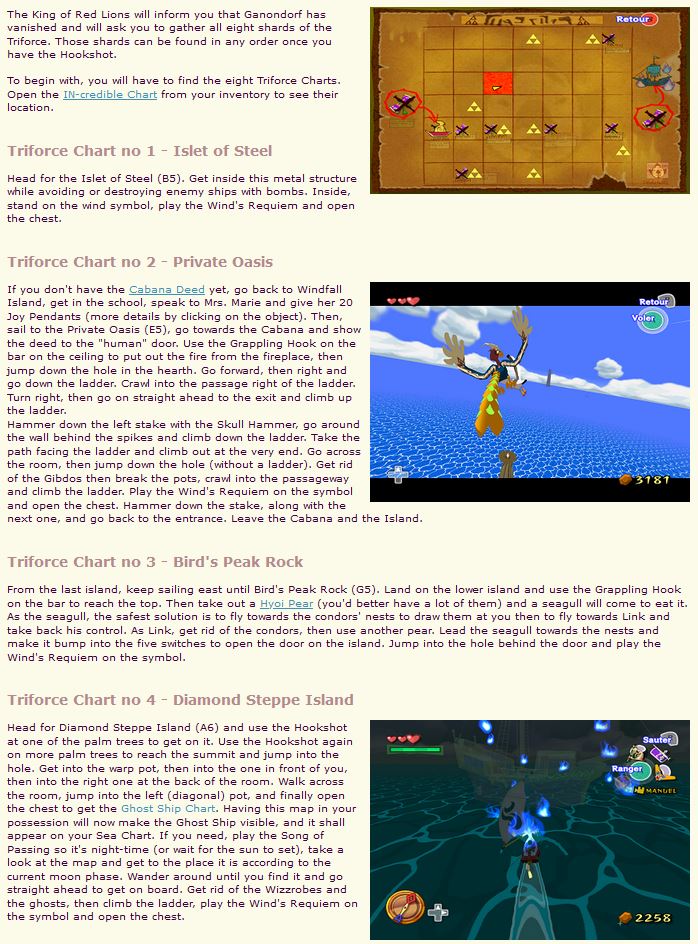 The King of Red Lions will inform you that Ganondorf has
vanished and will ask you to gather all eight shards of the
Triforce. Those shards can be found in any order once you
have the Hookshot.
To begin with, you will have to find the eight Triforce Charts.
Open the IN-credible Chart from your inventory to see their
location.
Retour
Triforce Chart no 1 - Islet of Steel
Head for the Islet of Steel (B5). Get inside this metal structure
while avoiding or destroying enemy ships with bombs. Inside,
stand on the wind symbol, play the Wind's Requiem and open
the chest.
Triforce Chart no 2 - Private Oasis
If you don't have the Cabana Deed yet, go back to Windfall
Island, get in the school, speak to Mrs. Marie and give her 20
Joy Pendants (more details by clicking on the object). Then,
sail to the Private Oasis (E5), go towards the Cabana and show
the deed to the "human" door. Use the Grappling Hook on the
bar on the ceiling to put out the fire from the fireplace, then
jump down the hole in the hearth. Go forward, then right and
go down the ladder. Crawl into the passage right of the ladder.
Turn right, then go on straight ahead to the exit and climb up
the ladder.
Hammer down the left stake with the Skull Hammer, go around
the wall behind the spikes and climb down the ladder. Take the
path facing the ladder and climb out at the very end. Go across
the room, then jump down the hole (without a ladder). Get rid
of the Gibdos then break the pots, crawl into the passageway
and climb the ladder. Play the Wind's Requiem on the symbol
and open the chest. Hammer down the stake, along with the
next one, and go back to the entrance. Leave the Cabana and the Island.
Retour
Voler
3181
Triforce Chart no 3 - Bird's Peak Rock
From the last island, keep sailing east until Bird's Peak Rock (G5). Land on the lower island and use the Grappling Hook
on the bar to reach the top. Then take out a Hyoi Pear (you'd better have a lot of them) and a seagull will come to eat it.
As the seagull, the safest solution is to fly towards the condors' nests to draw them at you then to fly towards Link and
take back his control. As Link, get rid of the condors, then use another pear. Lead the seagull towards the nests and
make it bump into the five switches to open the door on the island. Jump into the hole behind the door and play the
Wind's Requiem on the symbol.
Triforce Chart no 4 - Diamond Steppe Island
Head for Diamond Steppe Island (A6) and use the Hookshot
at one of the palm trees to get on it. Use the Hookshot again
on more palm trees to reach the summit and jump into the
hole. Get into the warp pot, then into the one in front of you,
then into the right one at the back of the room. Walk across
the room, jump into the left (diagonal) pot, and finally open
the chest to get the Ghost Ship Chart. Having this map in your
possession will now make the Ghost Ship visible, and it shall
appear on your Sea Chart. If you need, play the Song of
Passing so it's night-time (or wait for the sun to set), take a
look at the map and get to the place it is according to the
current moon phase. Wander around until you find it and go
straight ahead to get on board. Get rid of the Wizzrobes and
the ghosts, then climb the ladder, play the Wind's Requiem on
the symbol and open the chest.
Sauter
Ranger
MANUEL
2258